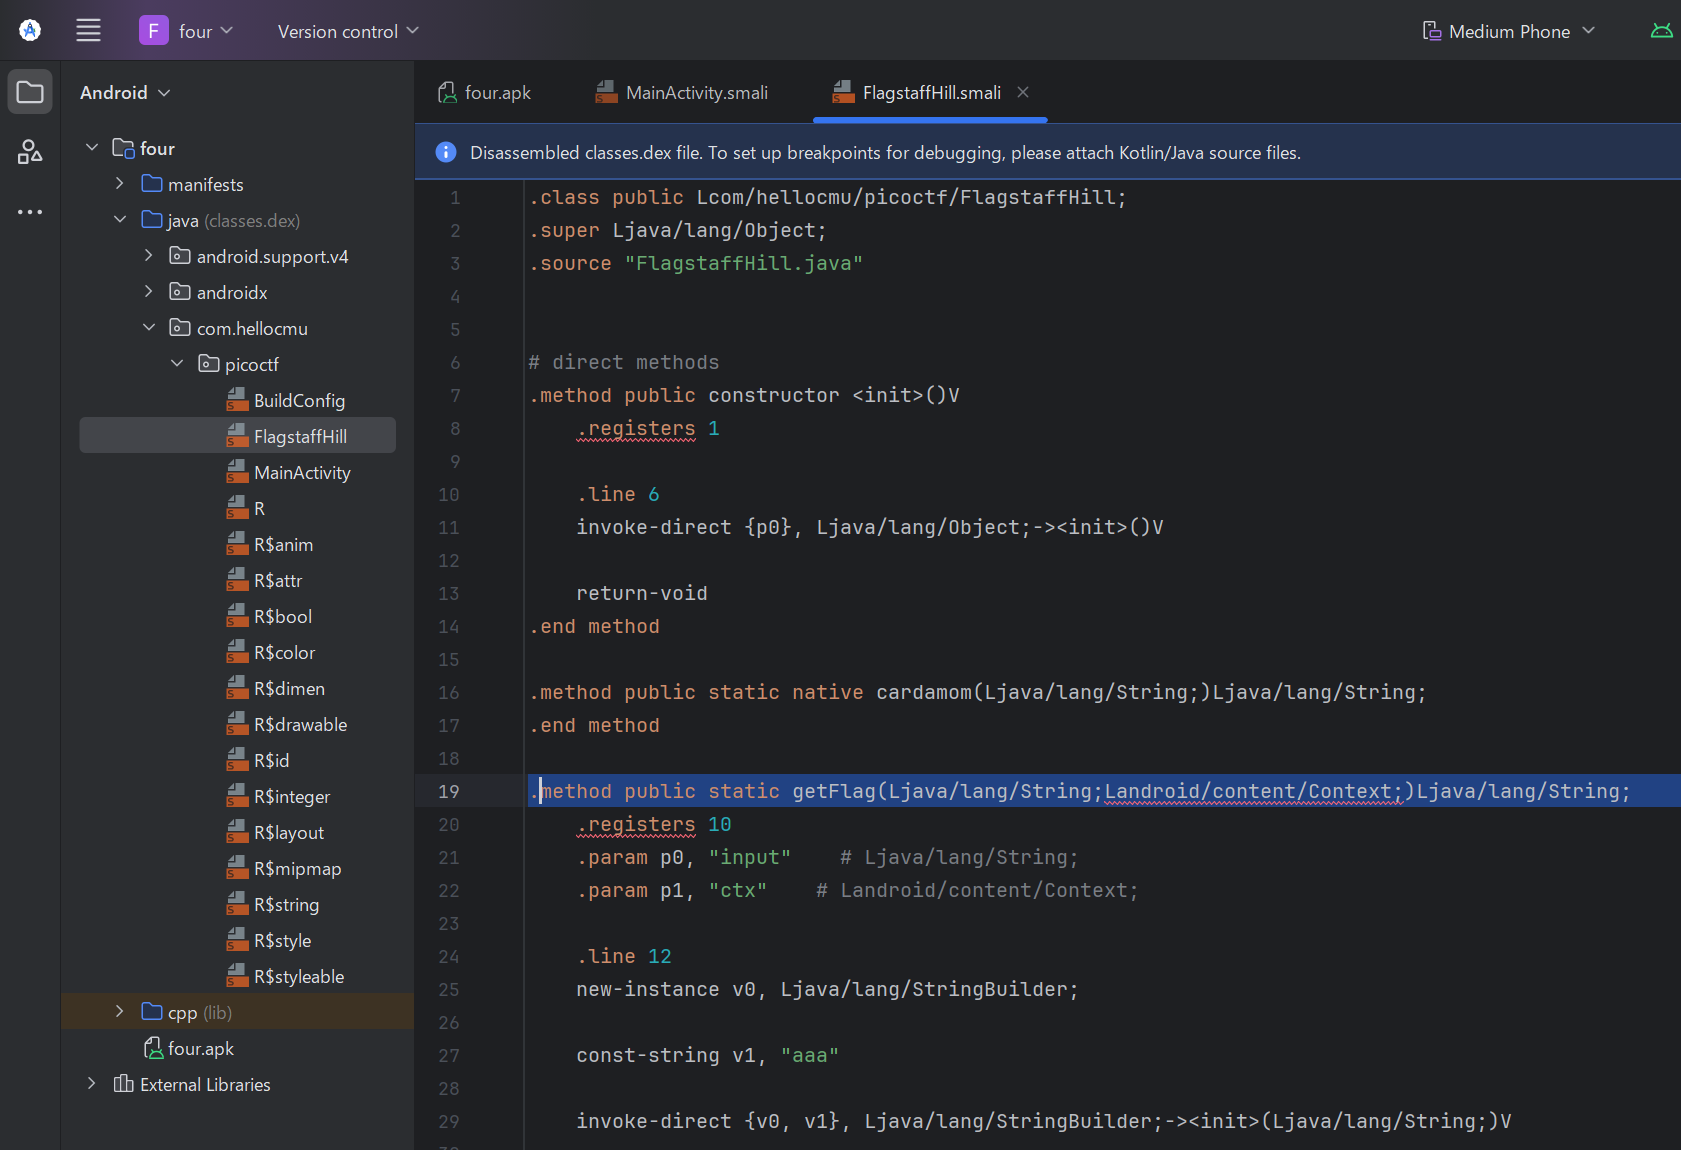 F four Version control Medium Phone
Android
four
manifests
java (classes.dex)
android.support.v4
androidx
com.hellocmu
picoctf
BuildConfig
FlagstaffHill
MainActivity
R
R$anim
R$attr
R$bool
R$color
R$dimen
R$drawable
R$id
R$integer
R$layout
R$mipmap
R$string
R$style
R$styleable
cpp (lib)
four.apk
External Libraries
four.apk MainActivity.smali FlagstaffHill.smali
Disassembled classes.dex file. To set up breakpoints for debugging, please attach Kotlin/Java source files.
1 .class public Lcom/hellocmu/picoctf/FlagstaffHill;
2 .super Ljava/lang/Object;
3 .source "FlagstaffHill.java"
4
5
6 # direct methods
7 .method public constructor <init>()V
8 .registers 1
9
10 .line 6
11 invoke-direct {p0}, Ljava/lang/Object;-><init>()V
12
13 return-void
14 .end method
15
16 .method public static native cardamom(Ljava/lang/String;)Ljava/lang/String;
17 .end method
18
19 .method public static getFlag(Ljava/lang/String;Landroid/content/Context;)Ljava/lang/String;
20 .registers 10
21 .param p0, "input" # Ljava/lang/String;
22 .param p1, "ctx" # Landroid/content/Context;
23
24 .line 12
25 new-instance v0, Ljava/lang/StringBuilder;
26
27 const-string v1, "aaa"
28
29 invoke-direct {v0, v1}, Ljava/lang/StringBuilder;-><init>(Ljava/lang/String;)V